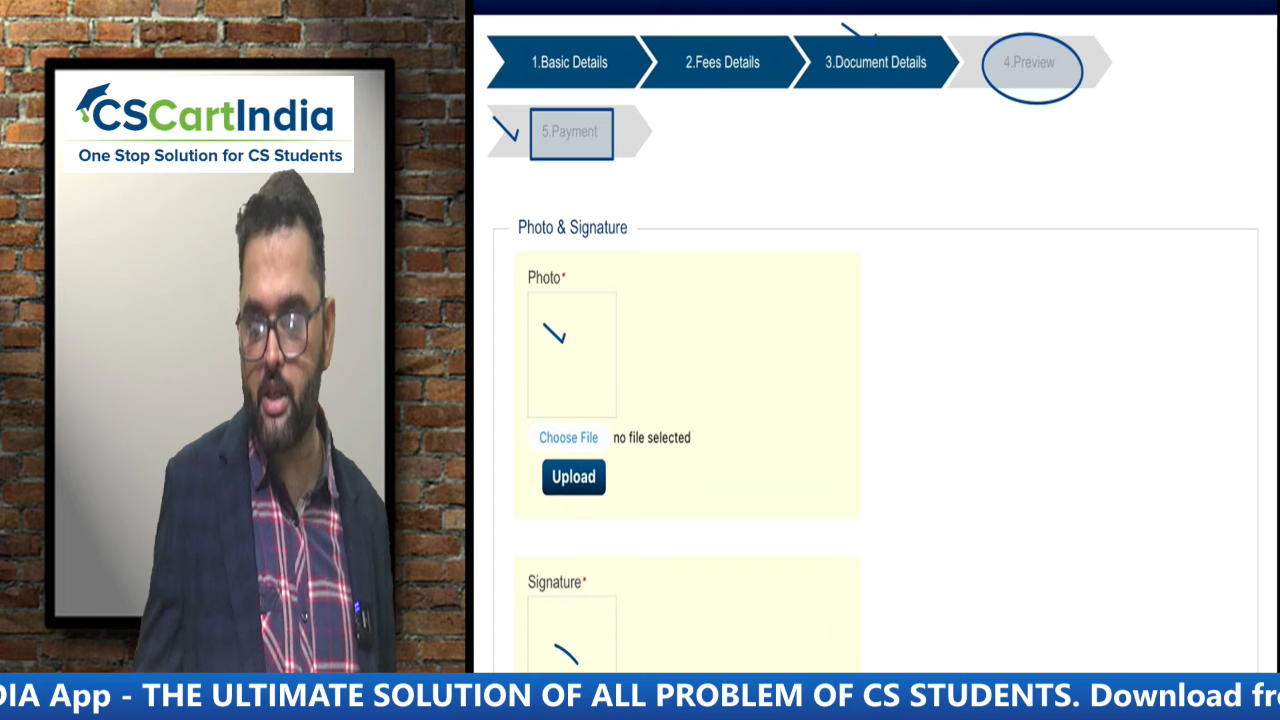 CSCartIndia
One Stop Solution for CS Students
1.Basic Details
2.Fees Details
3.Document Details
4.Preview
5.Payment
Photo & Signature
Photo*
Choose File no file selected
Upload
Signature*
App - THE ULTIMATE SOLUTION OF ALL PROBLEM OF CS STUDENTS. Download